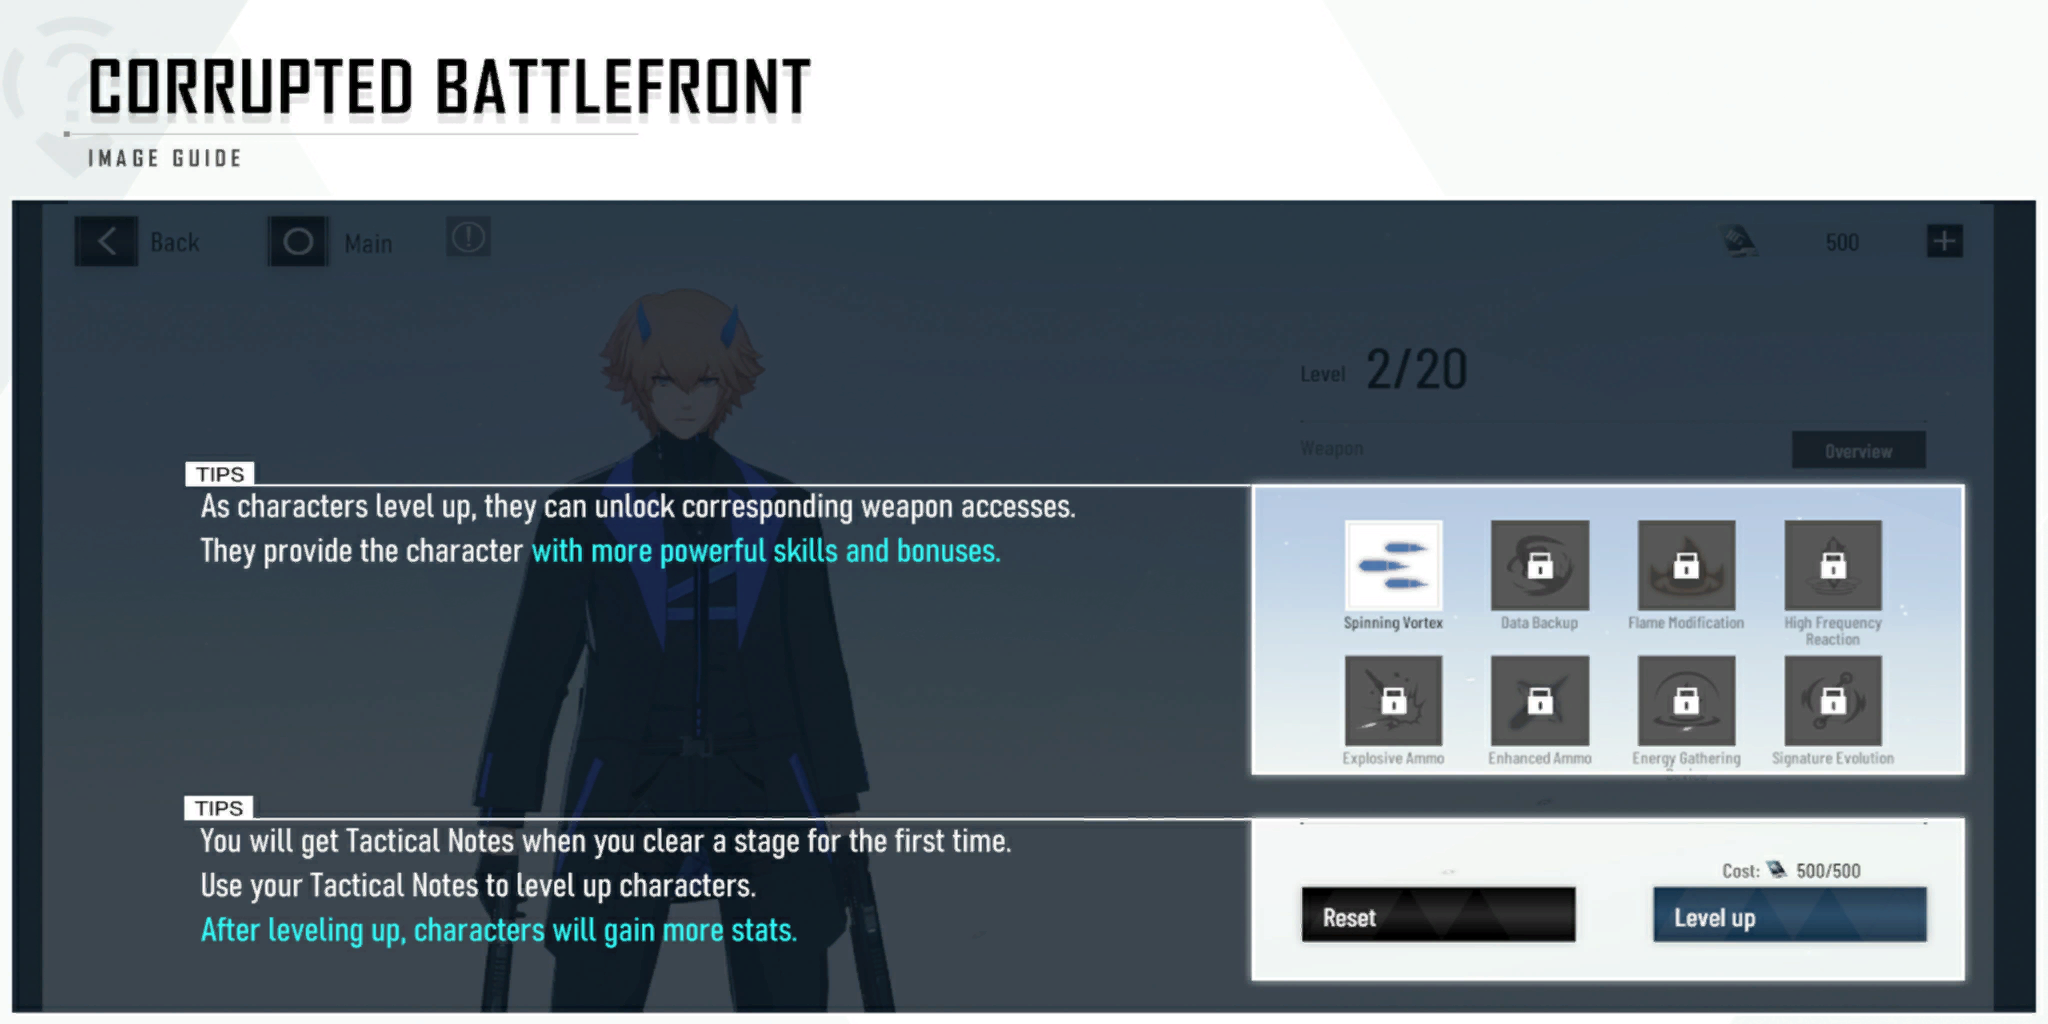 CORRUPTED BATTLEFRONT
IMAGE GUIDE
Back
Main
500
Level 2/20
Weapon
Overview
TIPS
As characters level up, they can unlock corresponding weapon accesses.
They provide the character with more powerful skills and bonuses.
Spinning Vortex
Data Backup
Flame Modification
High Frequency
Reaction
Explosive Ammo
Enhanced Ammo
Energy Gathering
Signature Evolution
TIPS
You will get Tactical Notes when you clear a stage for the first time.
Use your Tactical Notes to level up characters.
After leveling up, characters will gain more stats.
Cost: 500/500
Reset
Level up